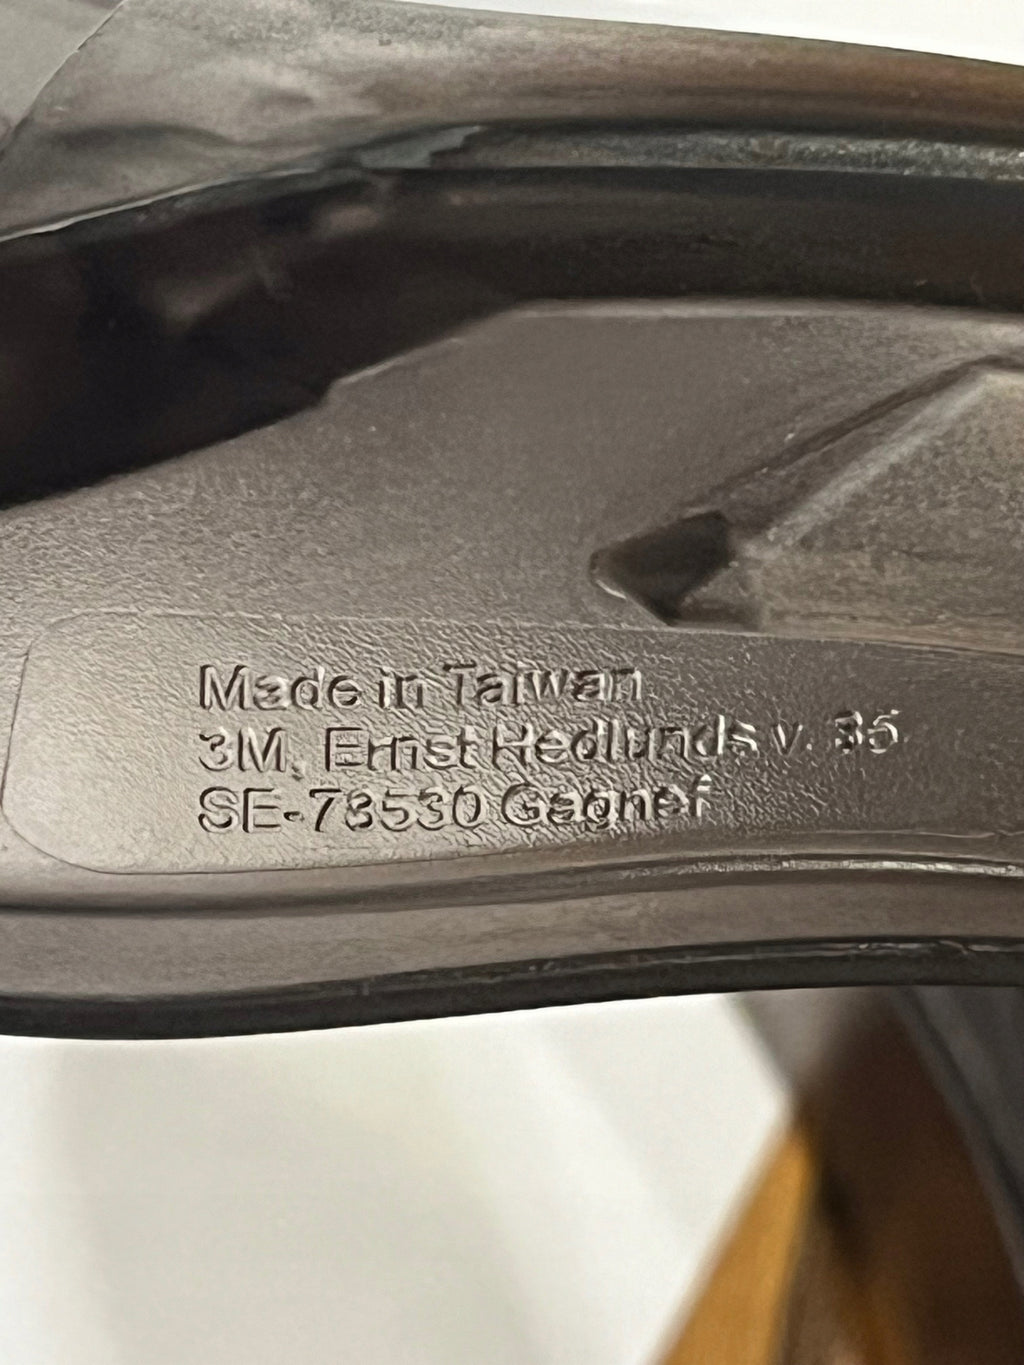 Made in Taiwan
3M, Ernst Hedlunds v. 35
SE-78530 Gagnef